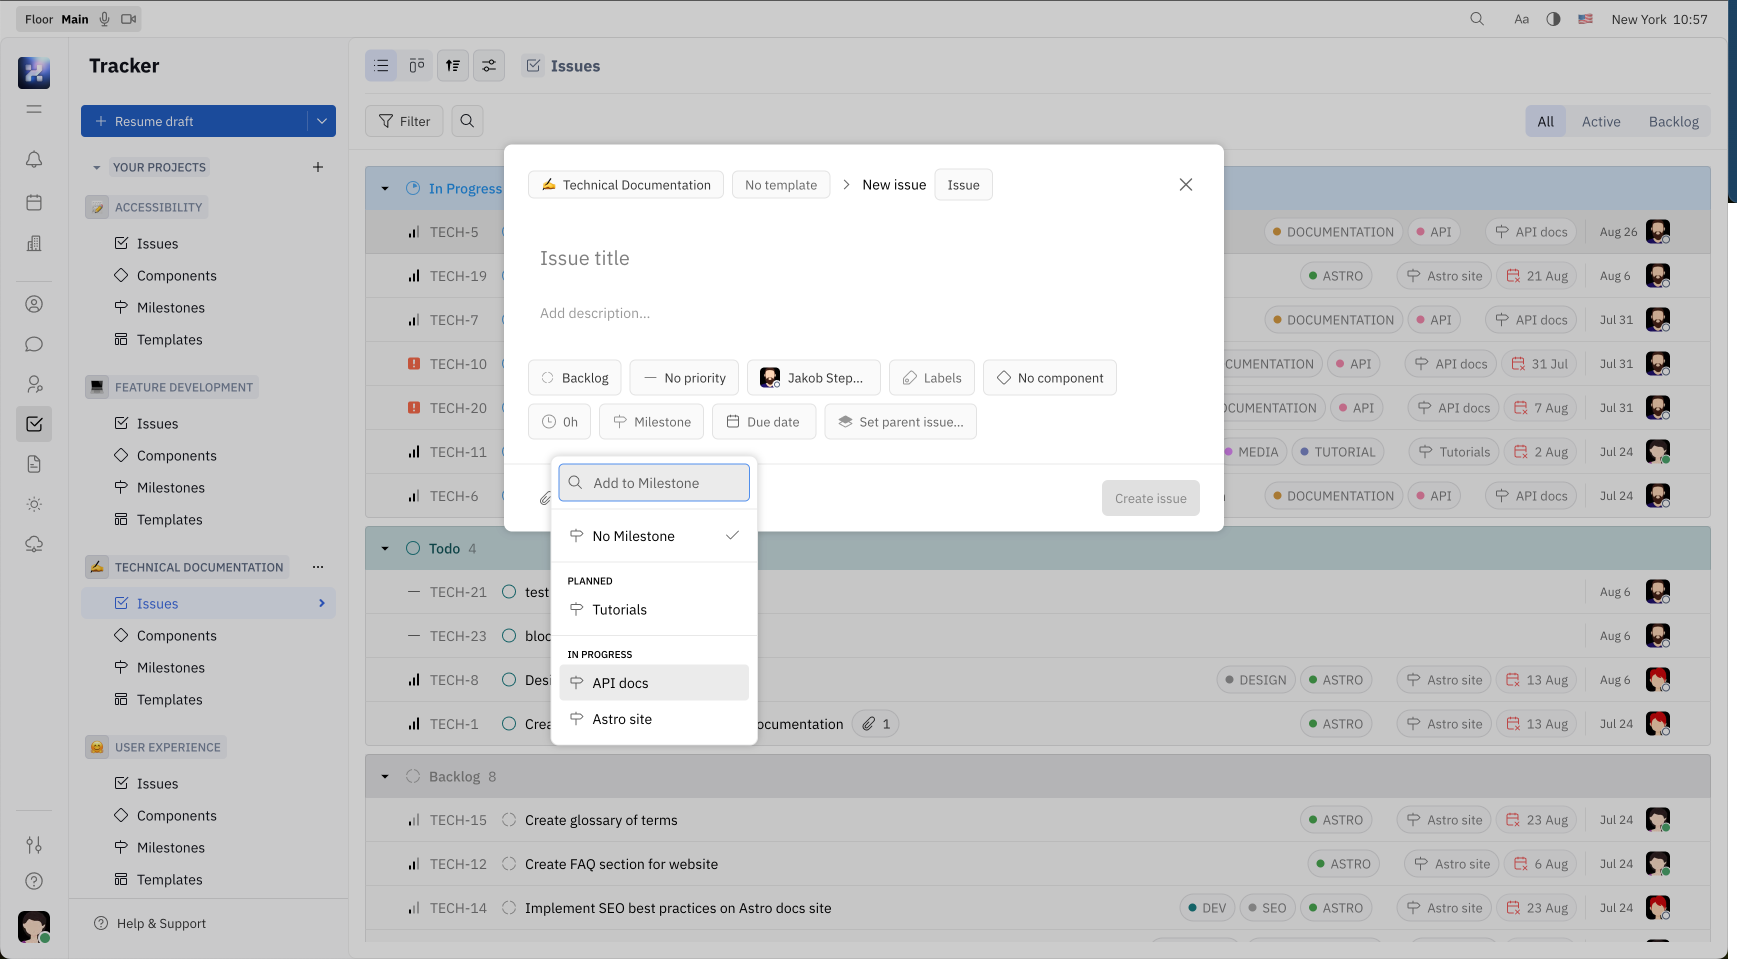 Floor Main
Aa
New York 10:57
Tracker
Resume draft
YOUR PROJECTS
ACCESSIBILITY
Issues
Components
Milestones
Templates
FEATURE DEVELOPMENT
Issues
Components
Milestones
Templates
TECHNICAL DOCUMENTATION
Issues
Components
Milestones
Templates
USER EXPERIENCE
Issues
Components
Milestones
Templates
Help & Support
Issues
Filter
All Active Backlog
In Progress
TECH-5 DOCUMENTATION API API docs Aug 26
TECH-19 ASTRO Astro site 21 Aug Aug 6
TECH-7 DOCUMENTATION API API docs Jul 31
TECH-10 CUMENTATION API API docs 31 Jul Jul 31
TECH-20 OCUMENTATION API API docs 7 Aug Jul 31
TECH-11 MEDIA TUTORIAL Tutorials 2 Aug Jul 24
TECH-6 DOCUMENTATION API API docs Jul 24
Technical Documentation No template New issue Issue
Issue title
Add description...
Backlog No priority Jakob Step... Labels No component
0h Milestone Due date Set parent issue...
Create issue
Add to Milestone
No Milestone
PLANNED
Tutorials
IN PROGRESS
API docs
Astro site
Todo 4
TECH-21 test Aug 6
TECH-23 bloc Aug 6
TECH-8 Desi DESIGN ASTRO Astro site 13 Aug Aug 6
TECH-1 Crea ocumentation 1 ASTRO Astro site 13 Aug Jul 24
Backlog 8
TECH-15 Create glossary of terms ASTRO Astro site 23 Aug Jul 24
TECH-12 Create FAQ section for website ASTRO Astro site 6 Aug Jul 24
TECH-14 Implement SEO best practices on Astro docs site DEV SEO ASTRO Astro site 23 Aug Jul 24